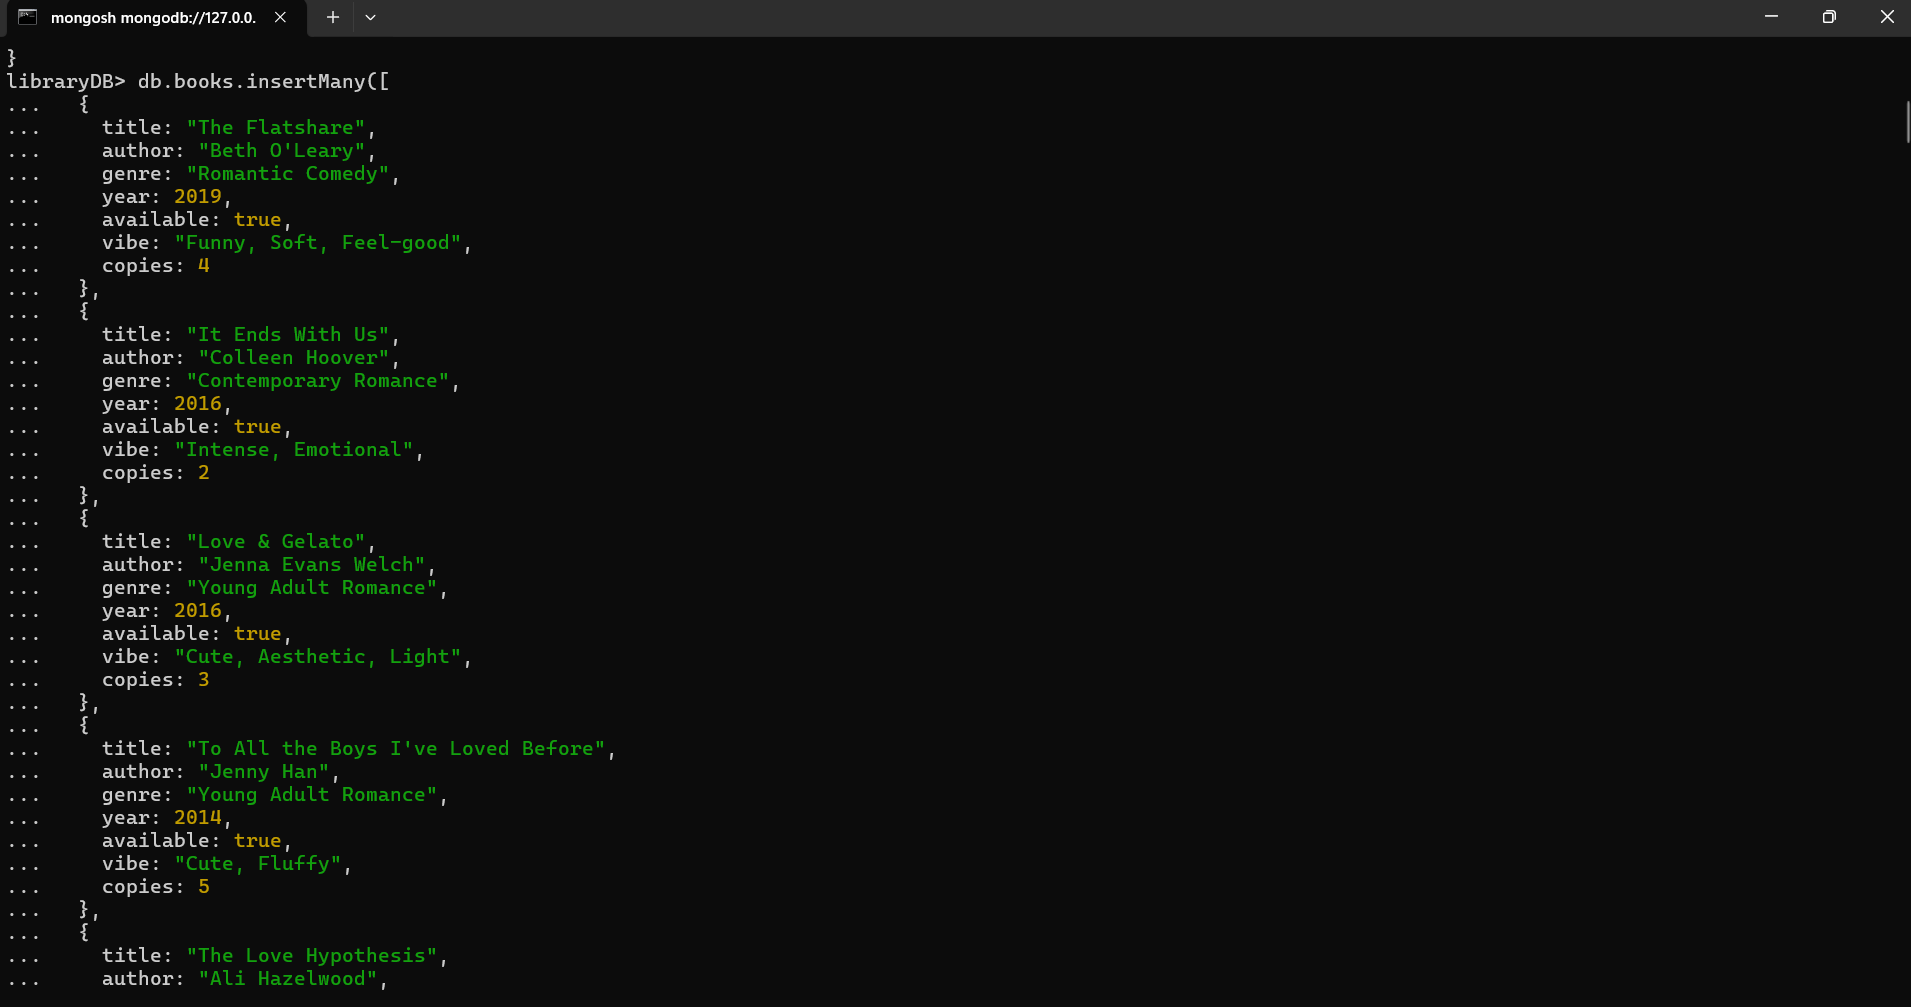 mongosh mongodb://127.0.0.
}
libraryDB> db.books.insertMany([
...   {
...     title: "The Flatshare",
...     author: "Beth O'Leary",
...     genre: "Romantic Comedy",
...     year: 2019,
...     available: true,
...     vibe: "Funny, Soft, Feel-good",
...     copies: 4
...   },
...   {
...     title: "It Ends With Us",
...     author: "Colleen Hoover",
...     genre: "Contemporary Romance",
...     year: 2016,
...     available: true,
...     vibe: "Intense, Emotional",
...     copies: 2
...   },
...   {
...     title: "Love & Gelato",
...     author: "Jenna Evans Welch",
...     genre: "Young Adult Romance",
...     year: 2016,
...     available: true,
...     vibe: "Cute, Aesthetic, Light",
...     copies: 3
...   },
...   {
...     title: "To All the Boys I've Loved Before",
...     author: "Jenny Han",
...     genre: "Young Adult Romance",
...     year: 2014,
...     available: true,
...     vibe: "Cute, Fluffy",
...     copies: 5
...   },
...   {
...     title: "The Love Hypothesis",
...     author: "Ali Hazelwood",